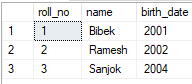 roll_no name birth_date
1 1 Bibek 2001
2 2 Ramesh 2002
3 3 Sanjok 2004